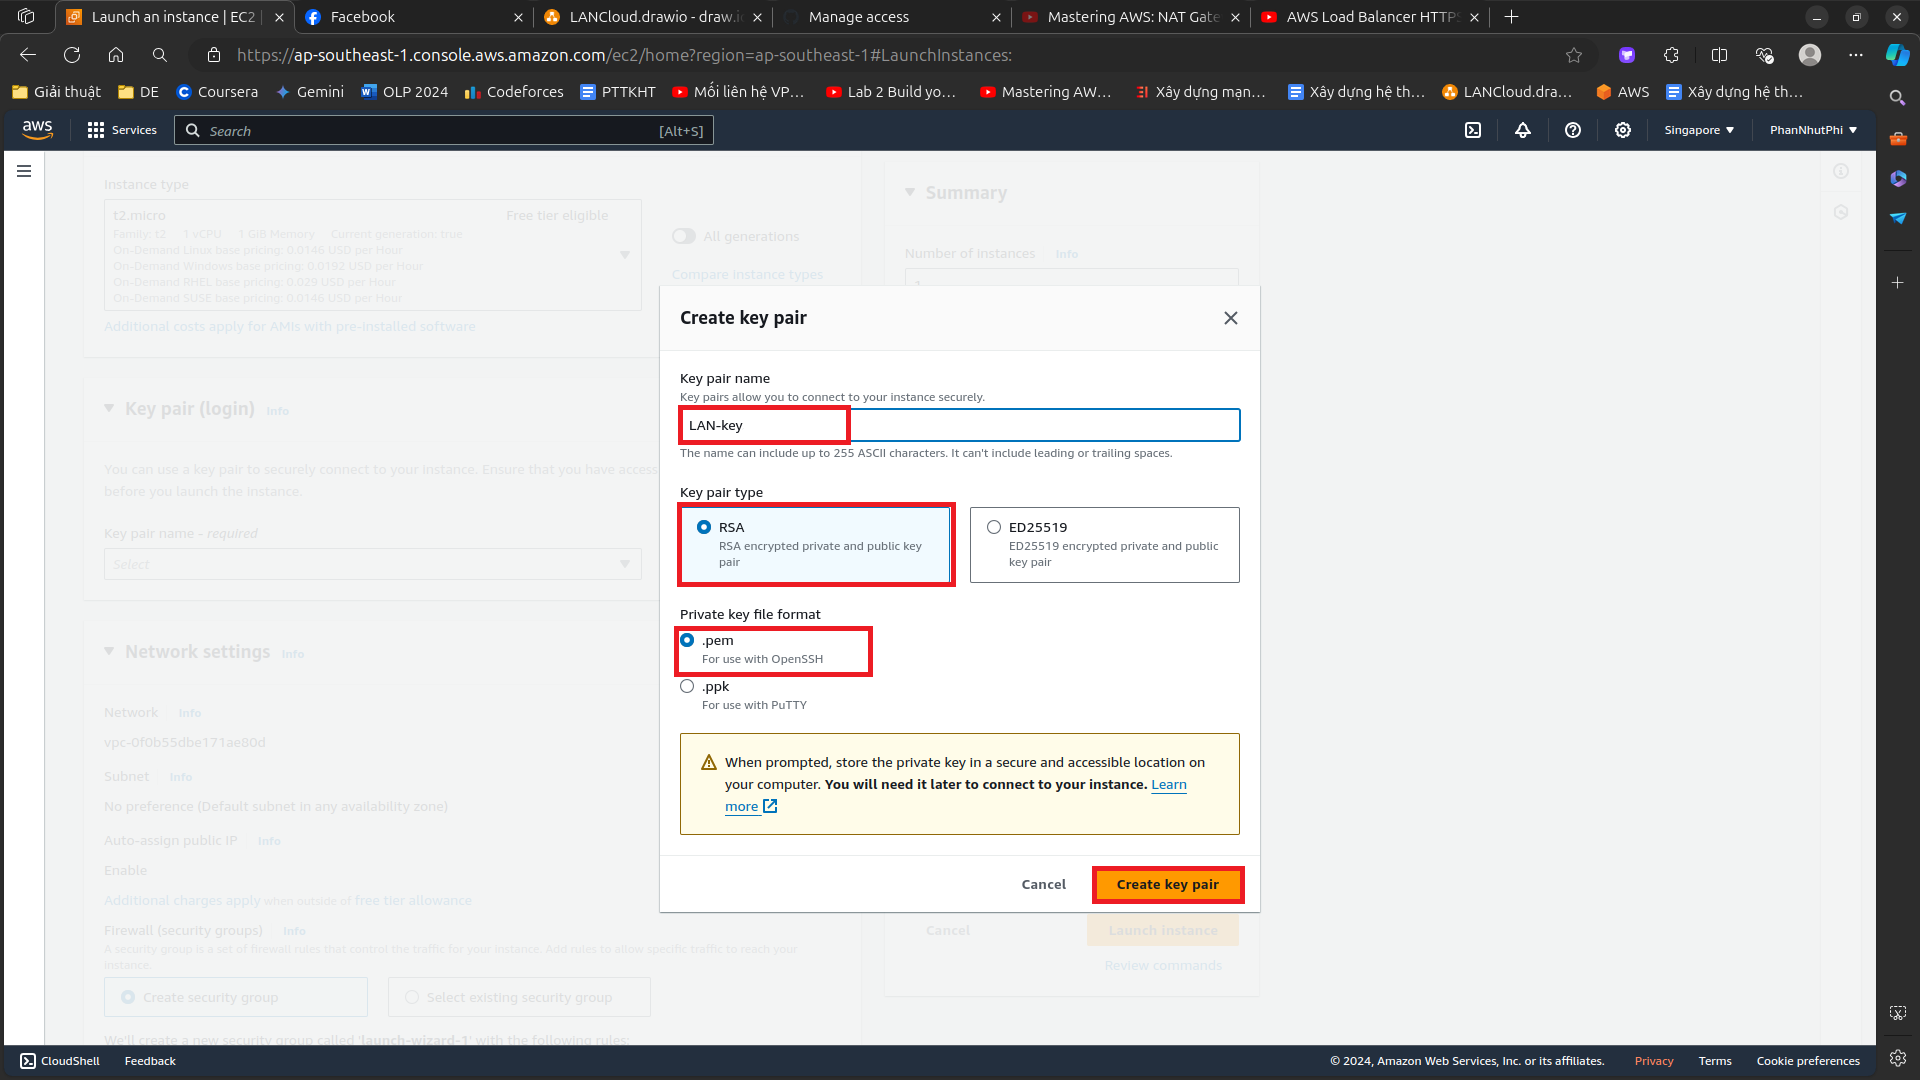 Launch an instance | EC2 |
Facebook
LANCloud.drawio - draw.io
Manage access
Mastering AWS: NAT Gate
AWS Load Balancer HTTPS
https://ap-southeast-1.console.aws.amazon.com/ec2/home?region=ap-southeast-1#LaunchInstances:
Giải thuật
DE
Coursera
Gemini
OLP 2024
Codeforces
PTTKHT
Mối liên hệ VP...
Lab 2 Build yo...
Mastering AW...
Xây dựng mạn...
Xây dựng hệ th...
LANCloud.dra...
AWS
Xây dựng hệ th...
aws
Services
Search
[Alt+S]
Singapore
PhanNhutPhi
Instance type
t2.micro
Free tier eligible
Family: t2 1 vCPU 1 GiB Memory Current generation: true
On-Demand Linux base pricing: 0.0146 USD per Hour
On-Demand Windows base pricing: 0.0192 USD per Hour
On-Demand RHEL base pricing: 0.029 USD per Hour
On-Demand SUSE base pricing: 0.0146 USD per Hour
All generations
Compare instance types
Additional costs apply for AMIs with pre-installed software
Summary
Number of instances Info
Key pair (login) Info
You can use a key pair to securely connect to your instance. Ensure that you have access
before you launch the instance.
Key pair name - required
Select
Network settings Info
Network Info
vpc-0f0b55dbe171ae80d
Subnet Info
No preference (Default subnet in any availability zone)
Auto-assign public IP Info
Enable
Additional charges apply when outside of free tier allowance
Firewall (security groups) Info
A security group is a set of firewall rules that control the traffic for your instance. Add rules to allow specific traffic to reach your
instance.
Create security group
Select existing security group
We'll create a new security group called 'launch-wizard-1' with the following rules:
Create key pair
Key pair name
Key pairs allow you to connect to your instance securely.
LAN-key
The name can include up to 255 ASCII characters. It can't include leading or trailing spaces.
Key pair type
RSA
RSA encrypted private and public key
pair
ED25519
ED25519 encrypted private and public
key pair
Private key file format
.pem
For use with OpenSSH
.ppk
For use with PuTTY
When prompted, store the private key in a secure and accessible location on
your computer. You will need it later to connect to your instance. Learn
more
Cancel
Create key pair
Cancel
Launch instance
Review commands
CloudShell
Feedback
© 2024, Amazon Web Services, Inc. or its affiliates.
Privacy
Terms
Cookie preferences